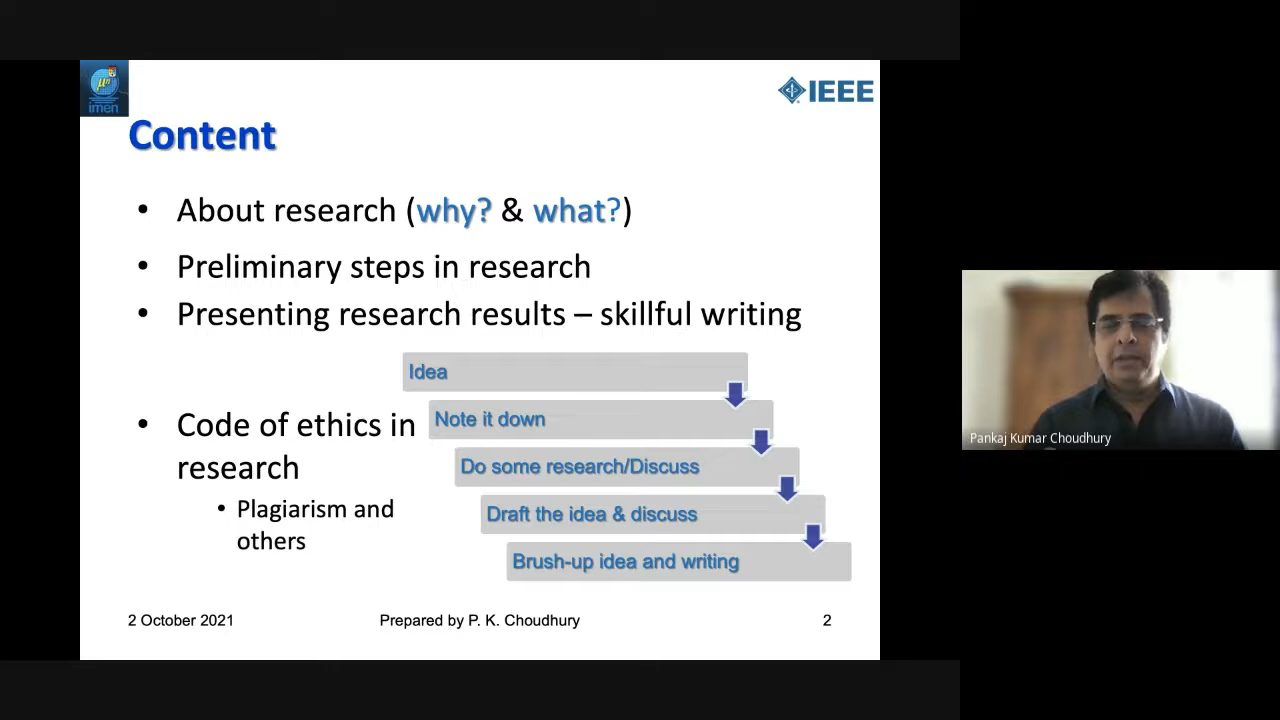 µn
imen
IEEE
Content
• About research (why? & what?)
• Preliminary steps in research
• Presenting research results – skillful writing
Idea
Note it down
Do some research/Discuss
Draft the idea & discuss
Brush-up idea and writing
• Code of ethics in
research
• Plagiarism and
others
2 October 2021
Prepared by P. K. Choudhury
2
Pankaj Kumar Choudhury